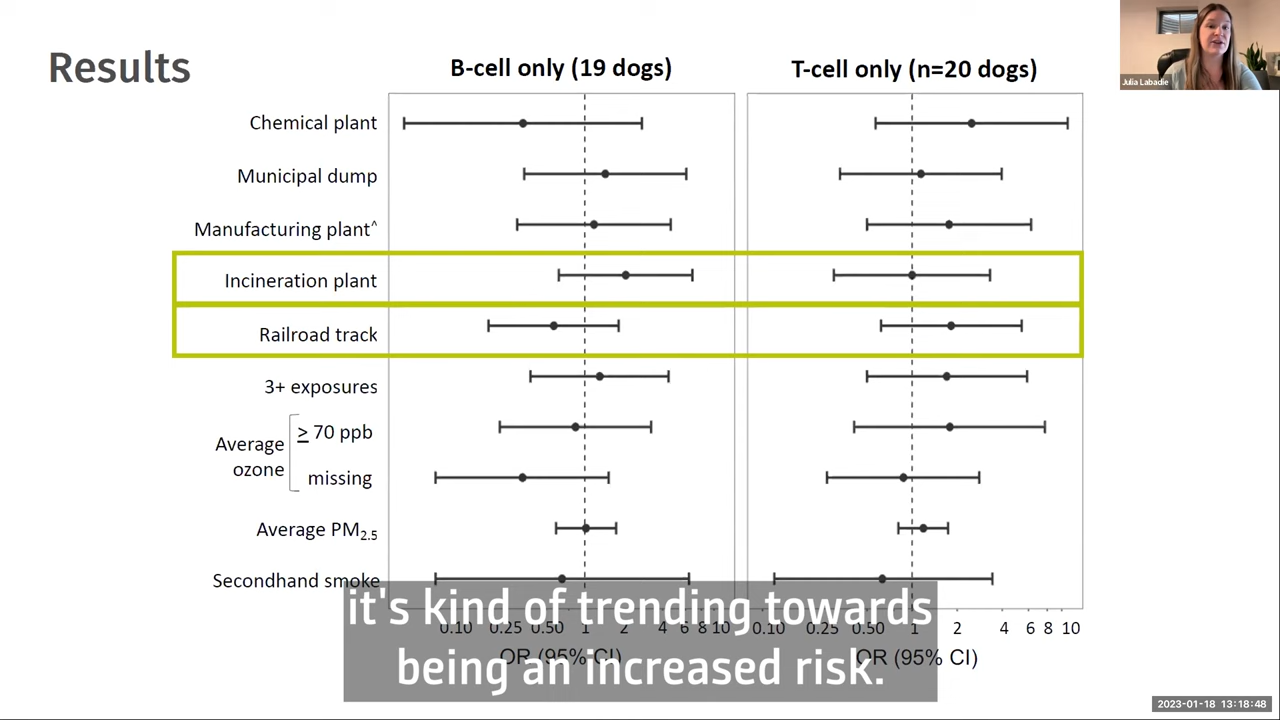 Results
B-cell only (19 dogs)
T-cell only (n=20 dogs)
Julia Labadie
Chemical plant
Municipal dump
Manufacturing plant^
Incineration plant
Railroad track
3+ exposures
Average ozone
≥ 70 ppb
missing
Average PM2.5
Secondhand smoke
0.10 0.25 0.50 1 2 4 6 8 10
OR (95% CI)
0.10 0.25 0.50 1 2 4 6 8 10
OR (95% CI)
it's kind of trending towards
being an increased risk.
2023-01-18 13:18:48